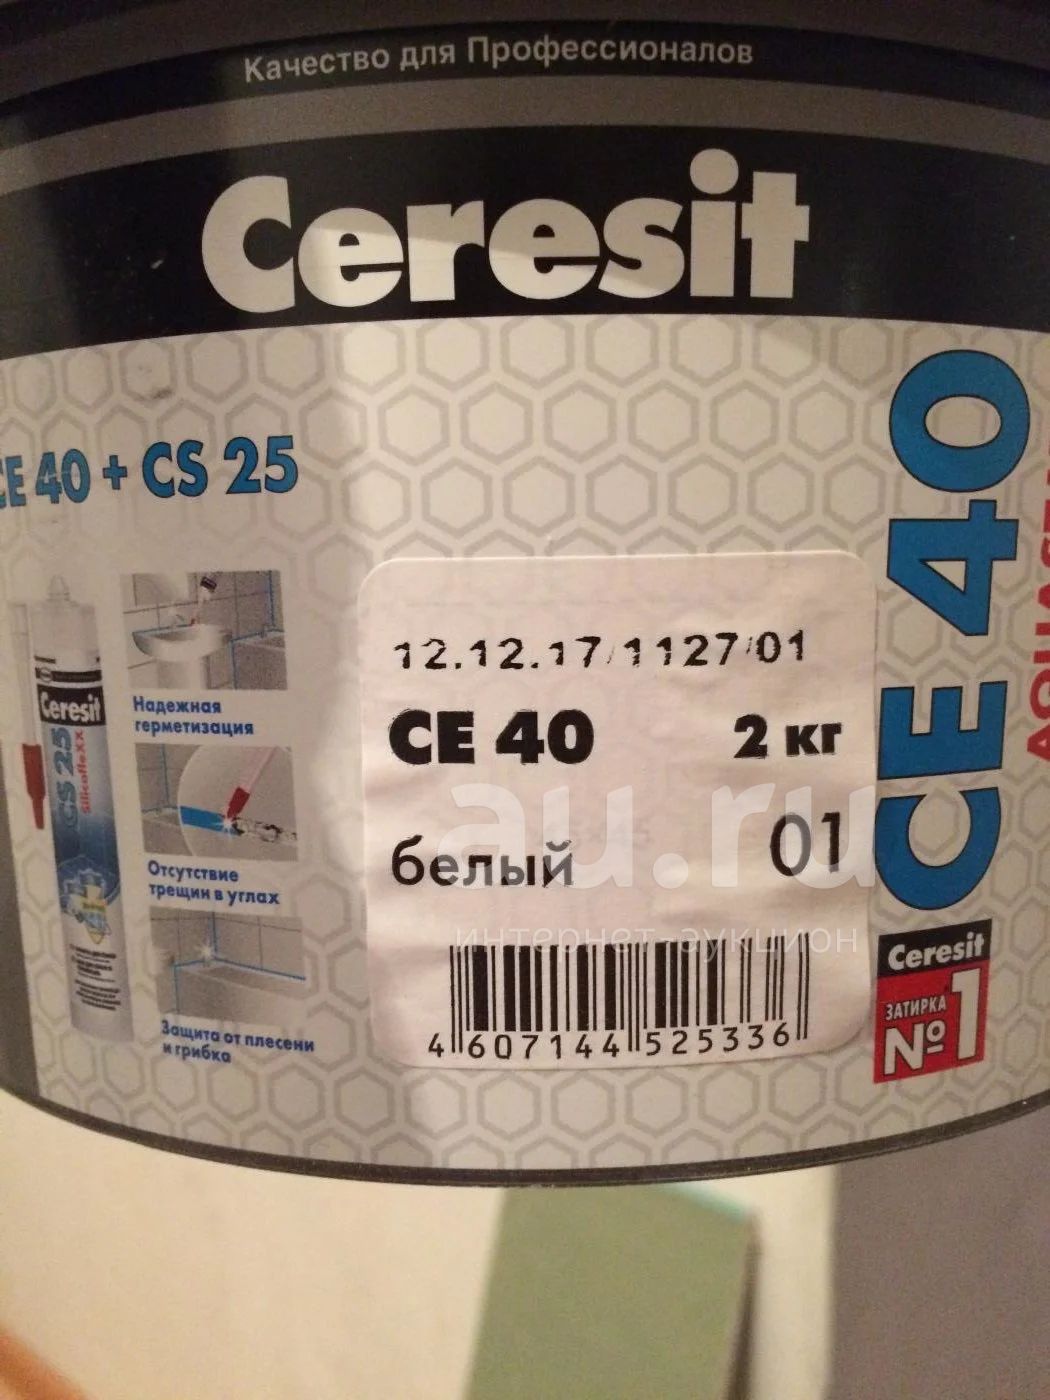 Качество для Профессионалов
Ceresit
CE 40 + CS 25
Ceresit
CS 25
Silicoflexx
Надежная
герметизация
Отсутствие
трещин в углах
Защита от плесени
и грибка
12.12.17/1127/01
CE 40 2 кг
белый 01
4 607144 525336
au.ru
интернет-аукцион
CE 40
Ceresit
ЗАТИРКА
№1